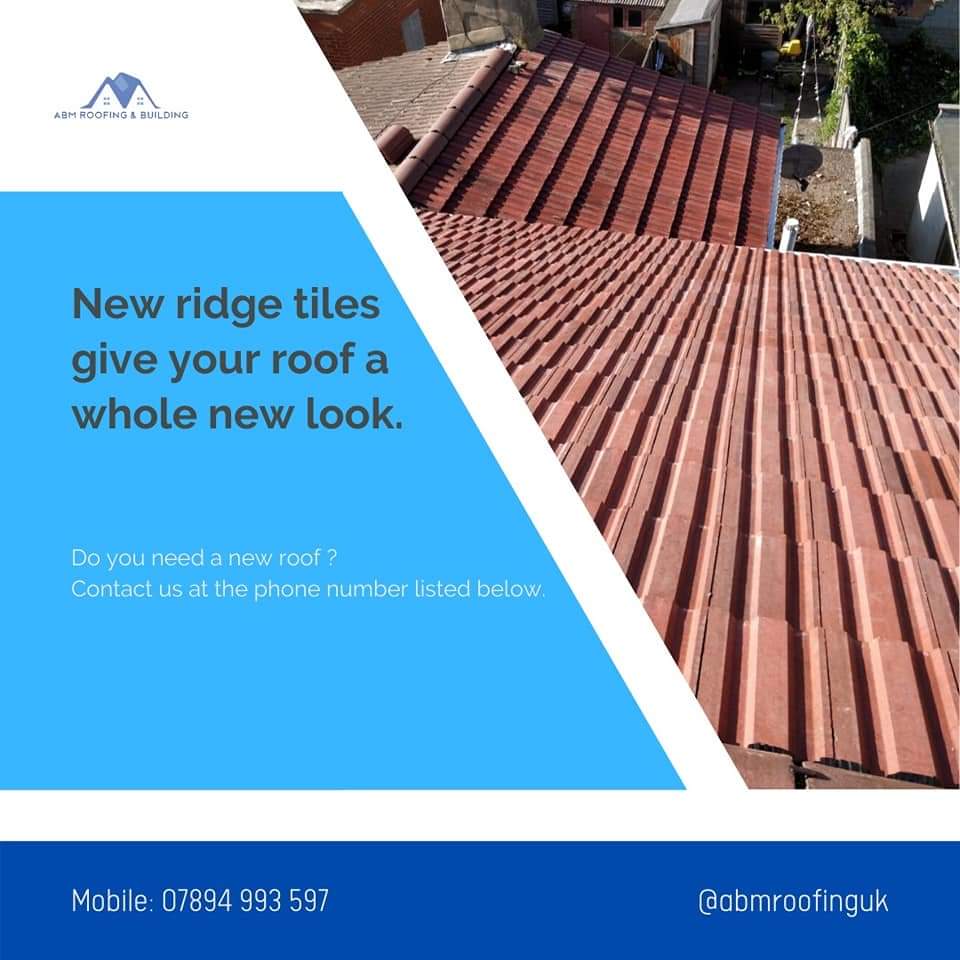 ABM ROOFING & BUILDING
New ridge tiles
give your roof a
whole new look.
Do you need a new roof ?
Contact us at the phone number listed below.
Mobile: 07894 993 597
@abmroofinguk